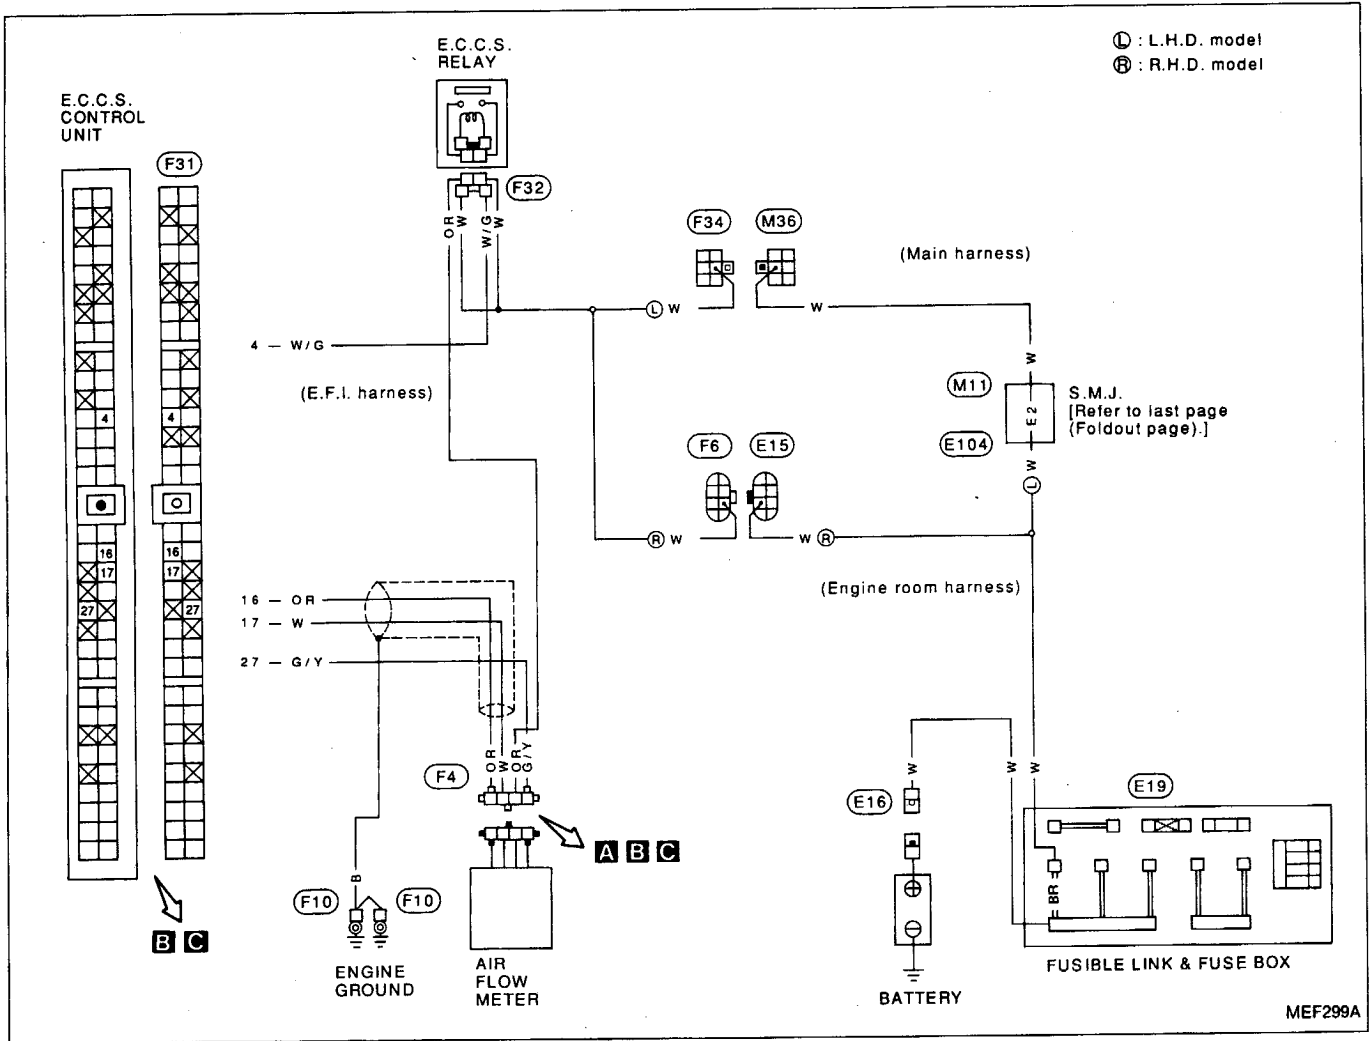 E.C.C.S.
RELAY
Ⓛ : L.H.D. model
Ⓡ : R.H.D. model
E.C.C.S.
CONTROL
UNIT
F31
F32
OR
W
W/G
W
F34
M36
(Main harness)
L W
W
4 — W/G
W
(E.F.I. harness)
M11
S.M.J.
[Refer to last page
(Foldout page).]
E2
E104
4
4
F6
E15
W
L
R W
W R
16
16
17
17
(Engine room harness)
27
27
16 — OR
17 — W
27 — G/Y
OR
W
OR
G/Y
F4
W
W
W
E19
E16
A B C
B
BR
F10
F10
B C
ENGINE
GROUND
AIR
FLOW
METER
BATTERY
FUSIBLE LINK & FUSE BOX
MEF299A